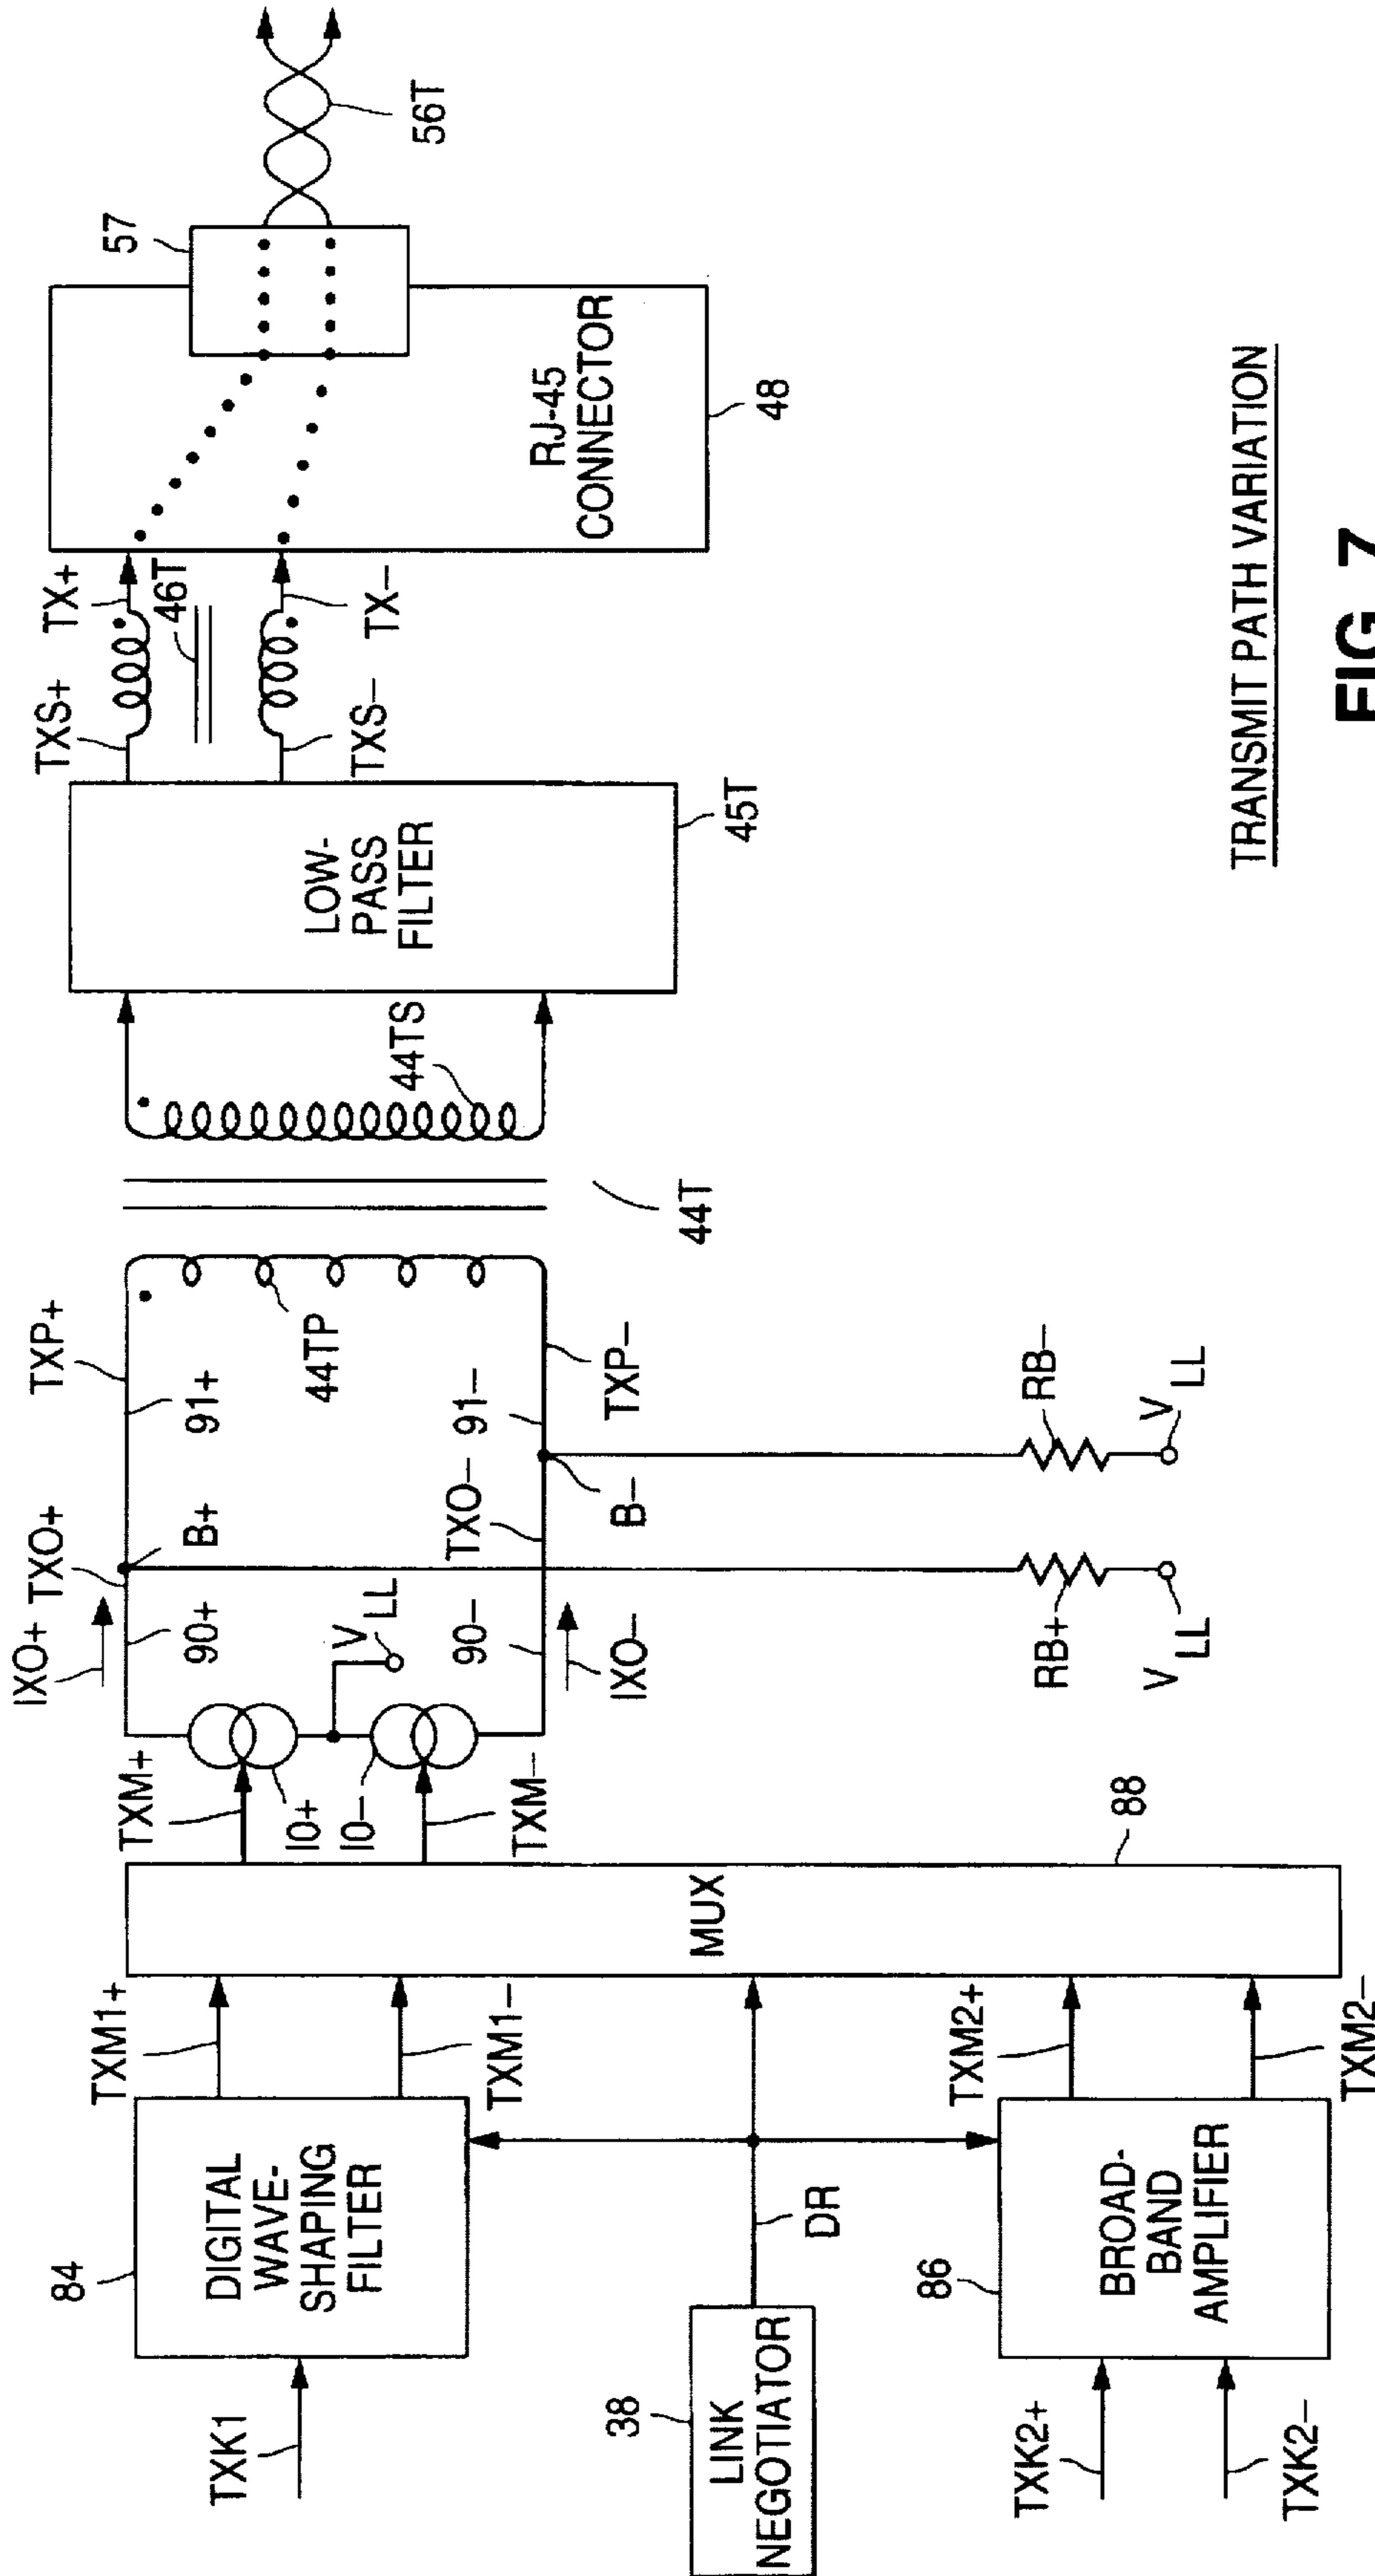 TXK1
84
DIGITAL
WAVE-
SHAPING
FILTER
TXM1+
TXM1−
38
LINK
NEGOTIATOR
DR
TXK2+
TXK2−
86
BROAD-
BAND
AMPLIFIER
TXM2+
TXM2−
MUX
88
TXM+
TXM−
I0+
I0−
V
LL
IXO+
TXO+
90+
B+
90−
IXO−
TXO−
B−
TXP+
91+
91−
TXP−
44TP
RB+
V
LL
RB−
V
LL
44T
44TS
LOW-
PASS
FILTER
45T
TXS+
TXS−
46T
TX+
TX−
RJ-45
CONNECTOR
48
57
56T
TRANSMIT PATH VARIATION
FIG. 7